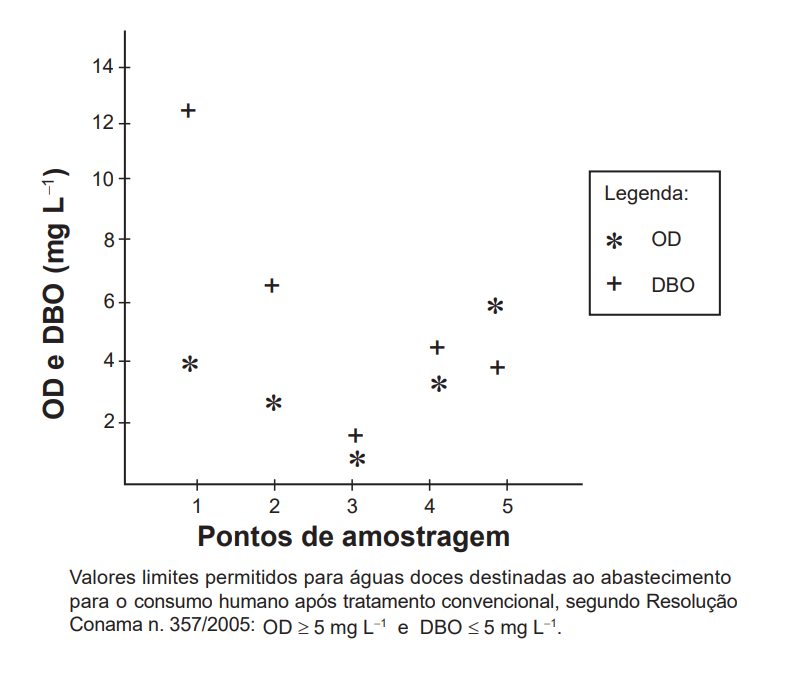 14
12
10
8
6
4
2
OD e DBO (mg L⁻¹)
1 2 3 4 5
Pontos de amostragem
Legenda:
* OD
+ DBO
Valores limites permitidos para águas doces destinadas ao abastecimento
para o consumo humano após tratamento convencional, segundo Resolução
Conama n. 357/2005: OD ≥ 5 mg L⁻¹ e DBO ≤ 5 mg L⁻¹.